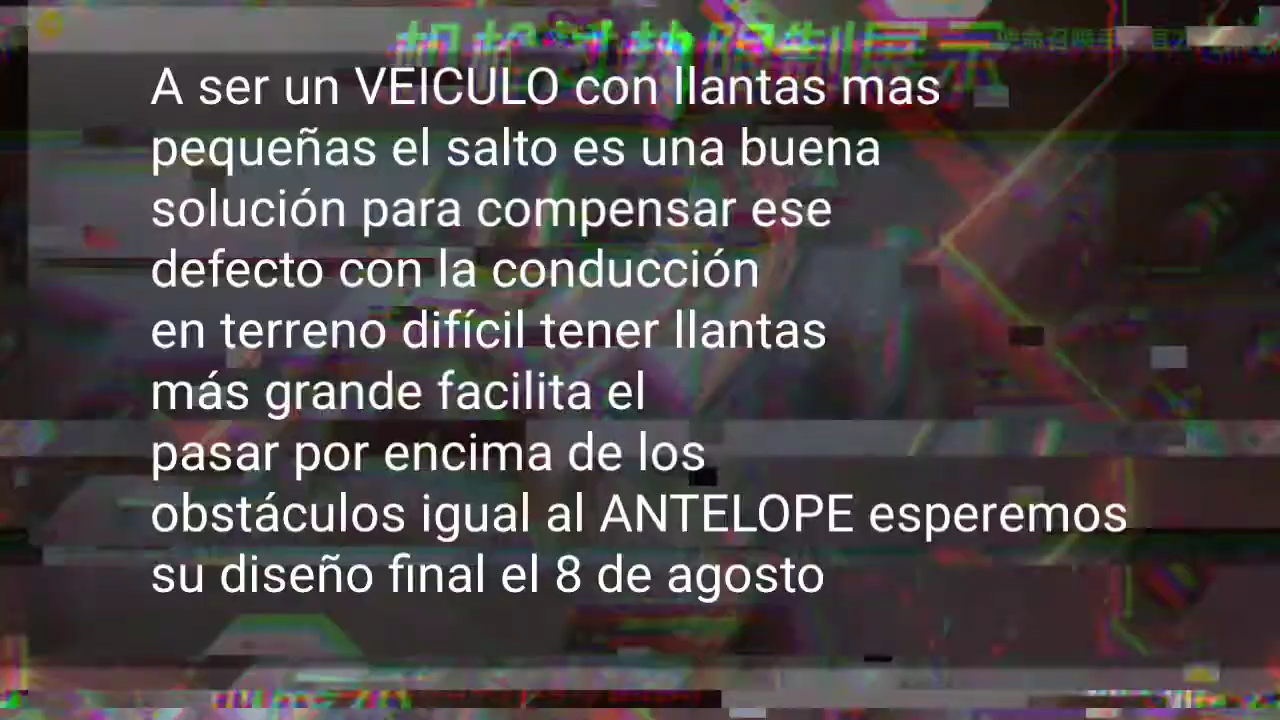 A ser un VEICULO con llantas mas
pequeñas el salto es una buena
solución para compensar ese
defecto con la conducción
en terreno difícil tener llantas
más grande facilita el
pasar por encima de los
obstáculos igual al ANTELOPE esperemos
su diseño final el 8 de agosto